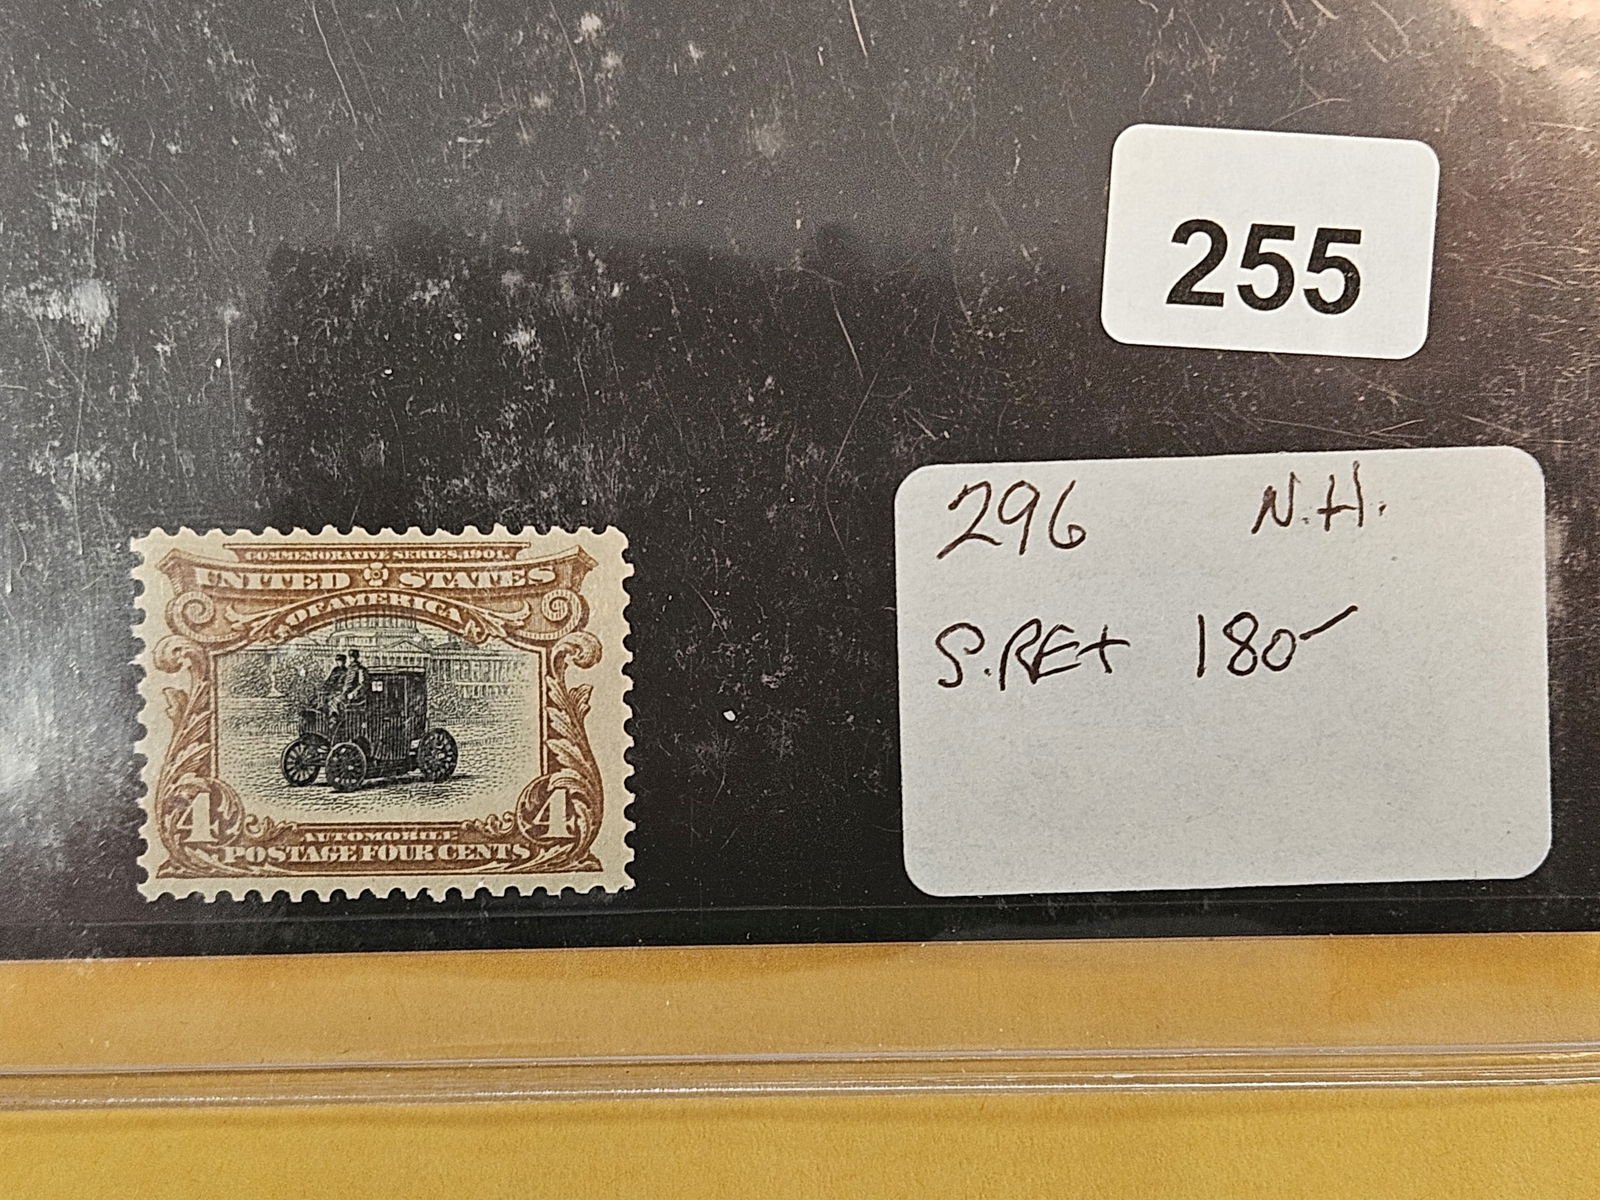 255
296 N.H.
S.REt 180-
COMMEMORATIVE SERIES, 1901.
UNITED STATES
OF AMERICA
4 4
AUTOMOBILE
POSTAGE FOUR CENTS